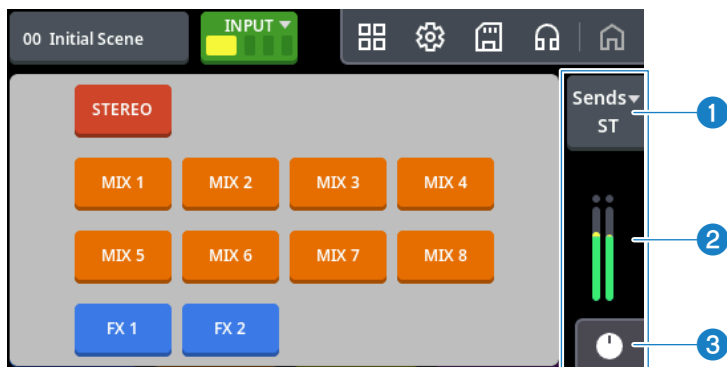 00 Initial Scene
INPUT
Sends
ST
1
STEREO
MIX 1 MIX 2 MIX 3 MIX 4
2
MIX 5 MIX 6 MIX 7 MIX 8
FX 1 FX 2
3